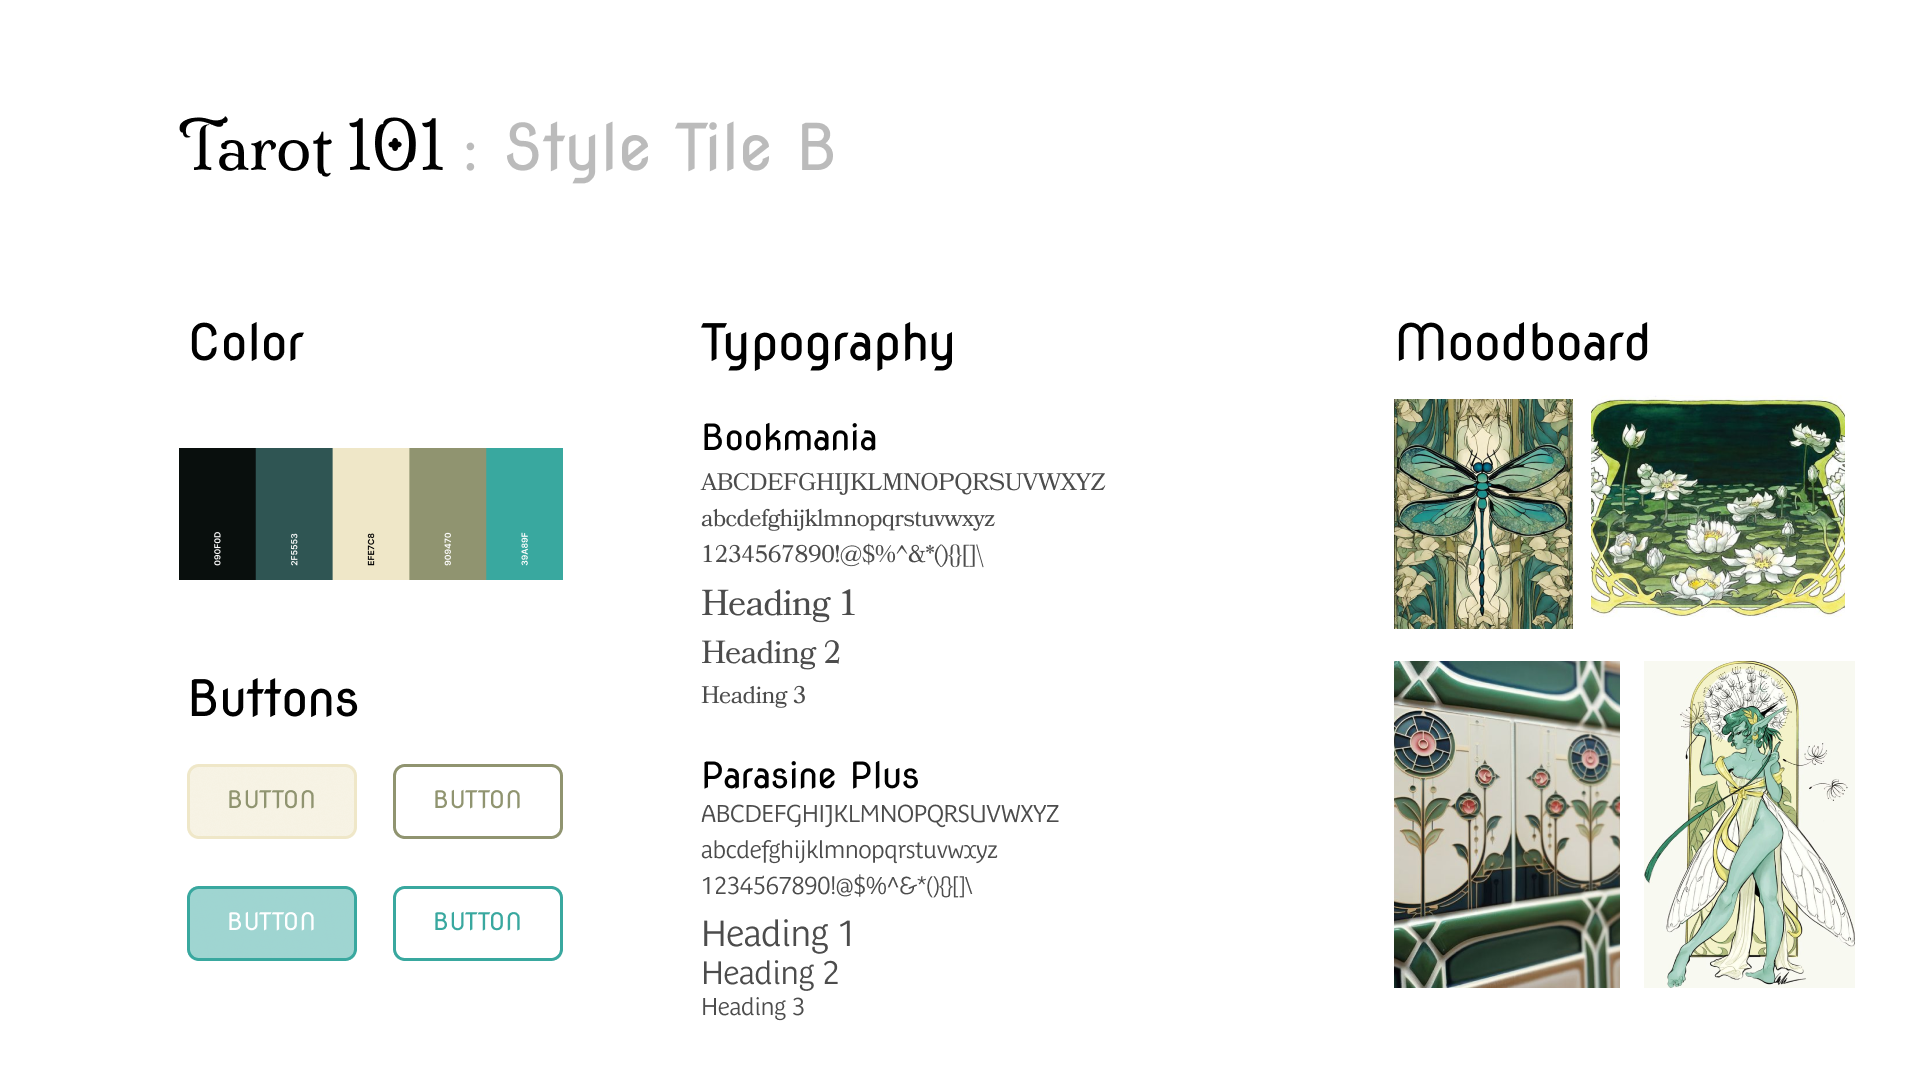 Tarot 101 : Style Tile B
Color
090F0D
2F5553
EFE7C8
909470
39A89F
Buttons
BUTTON
BUTTON
BUTTON
BUTTON
Typography
Bookmania
ABCDEFGHIJKLMNOPQRSUVWXYZ
abcdefghijklmnopqrstuvwxyz
1234567890!@$%^&*(){}[]\
Heading 1
Heading 2
Heading 3
Parasine Plus
ABCDEFGHIJKLMNOPQRSUVWXYZ
abcdefghijklmnopqrstuvwxyz
1234567890!@$%^&*(){}[]\
Heading 1
Heading 2
Heading 3
Moodboard